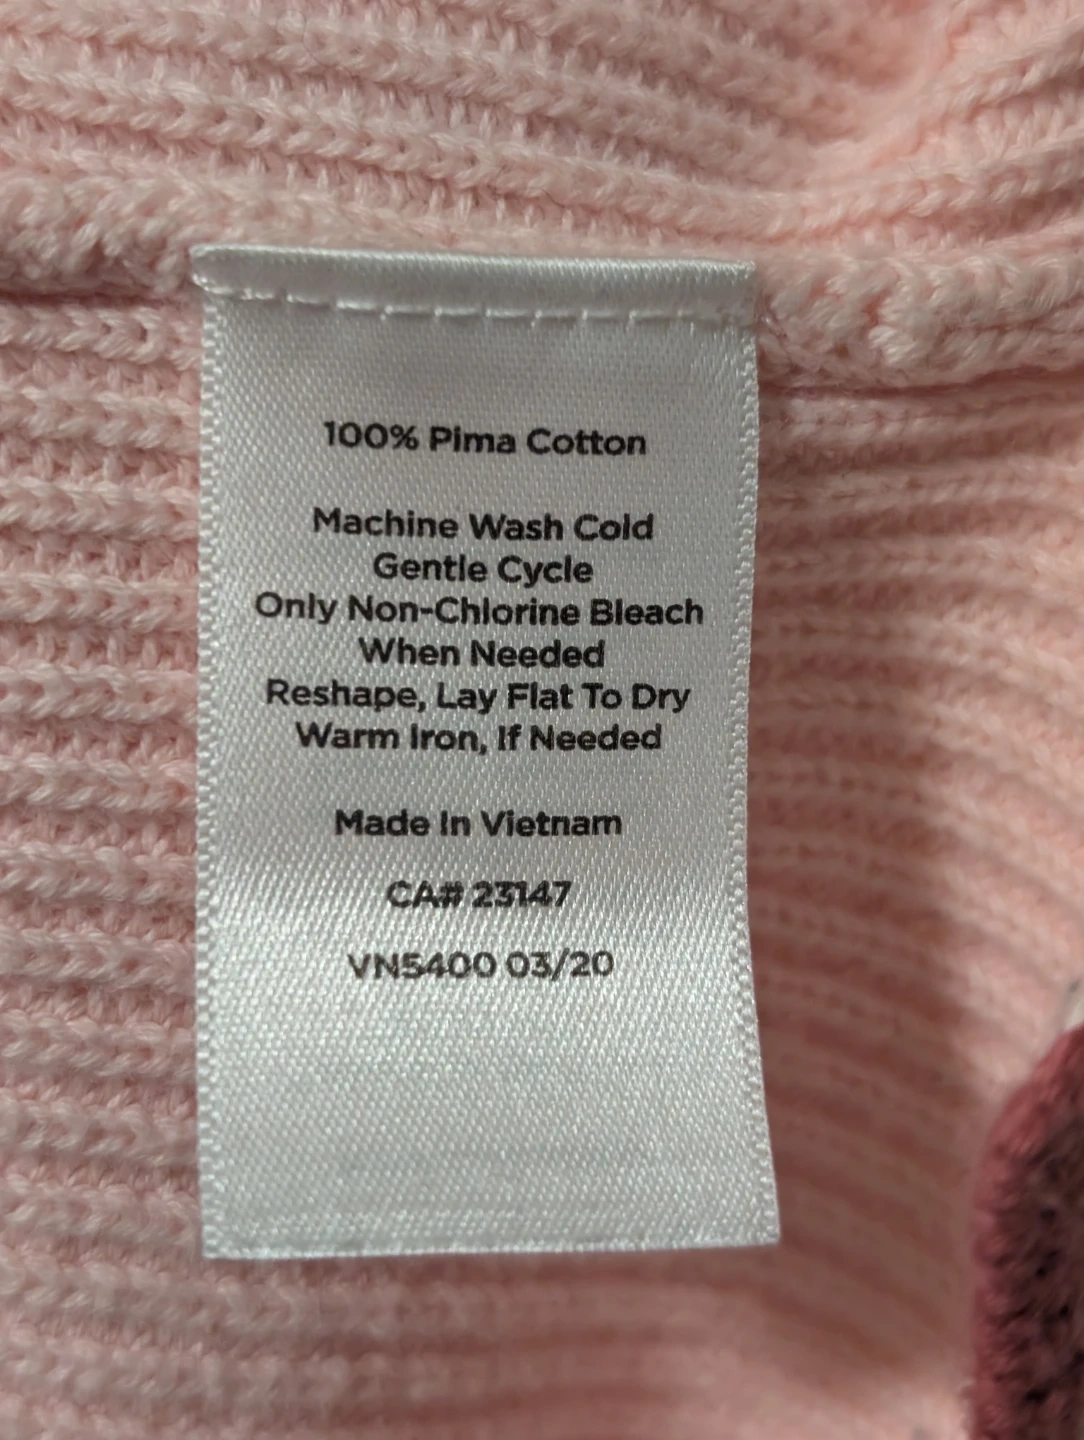 100% Pima Cotton
Machine Wash Cold
Gentle Cycle
Only Non-Chlorine Bleach
When Needed
Reshape, Lay Flat To Dry
Warm Iron, If Needed
Made In Vietnam
CA# 23147
VN5400 03/20